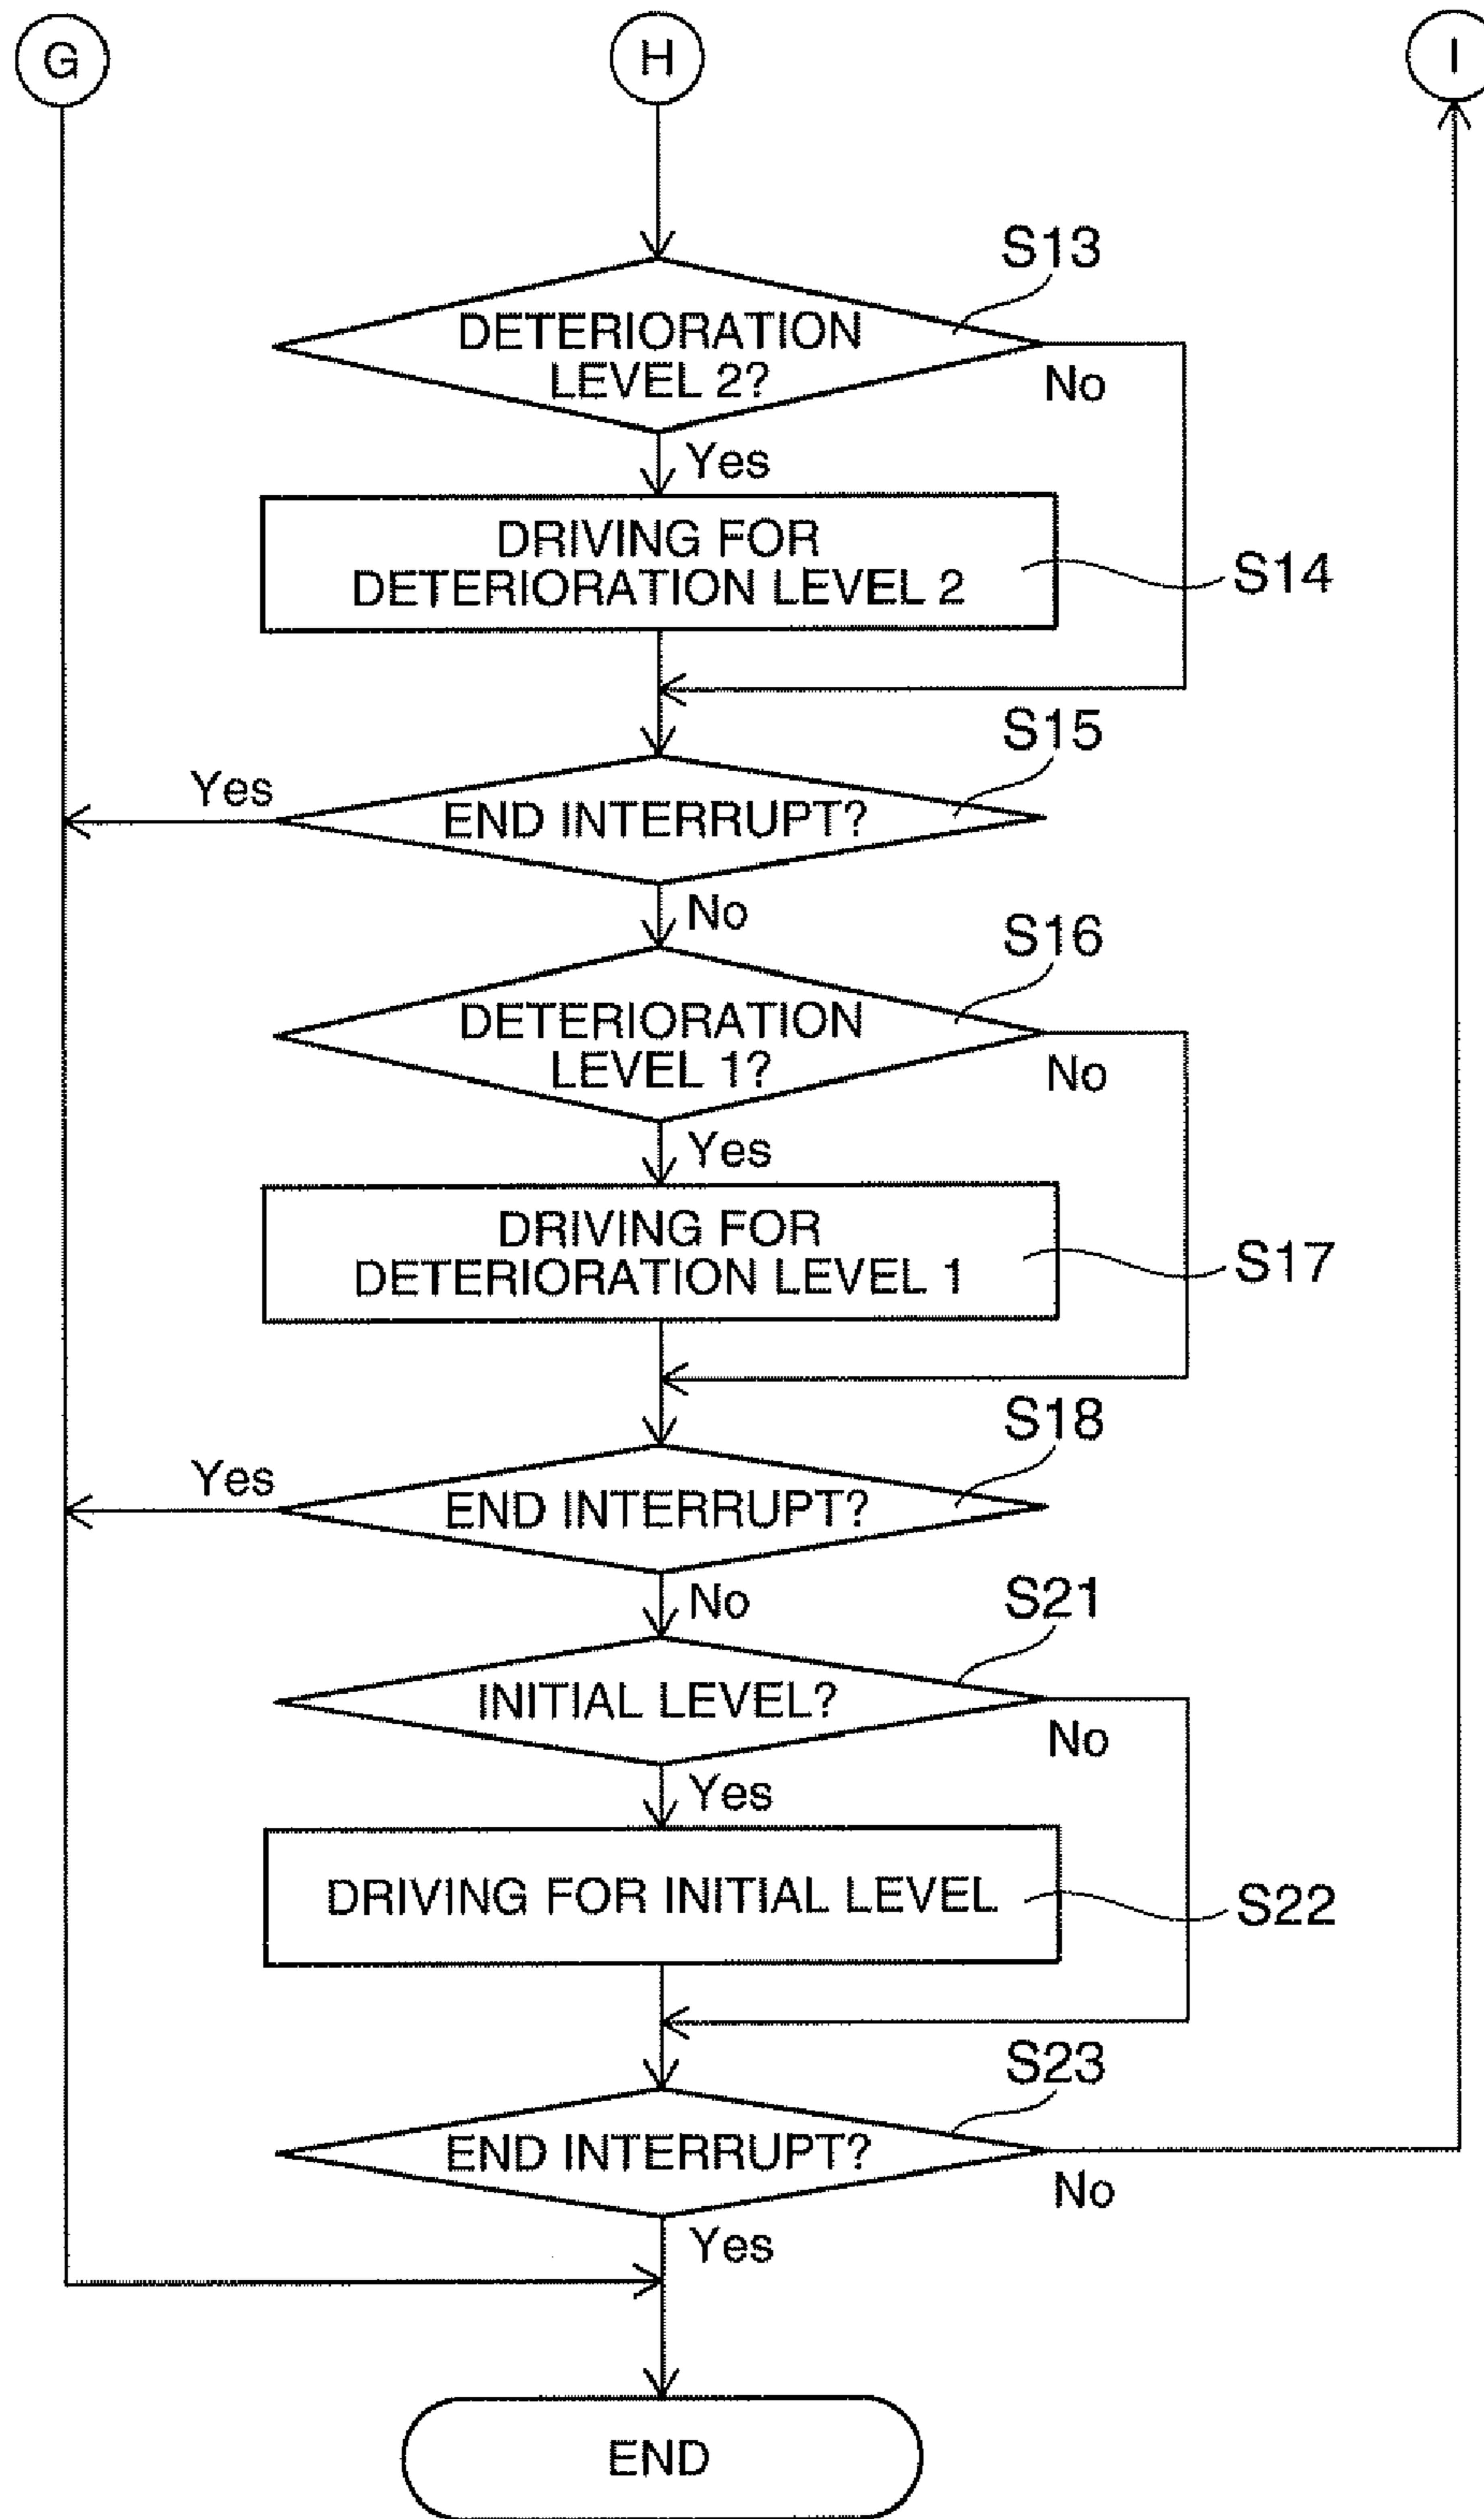 G
H
I
S13
DETERIORATION
LEVEL 2?
No
Yes
DRIVING FOR
DETERIORATION LEVEL 2
S14
S15
Yes
END INTERRUPT?
No
S16
DETERIORATION
LEVEL 1?
No
Yes
DRIVING FOR
DETERIORATION LEVEL 1
S17
S18
Yes
END INTERRUPT?
No
S21
INITIAL LEVEL?
No
Yes
DRIVING FOR INITIAL LEVEL
S22
S23
END INTERRUPT?
No
Yes
END